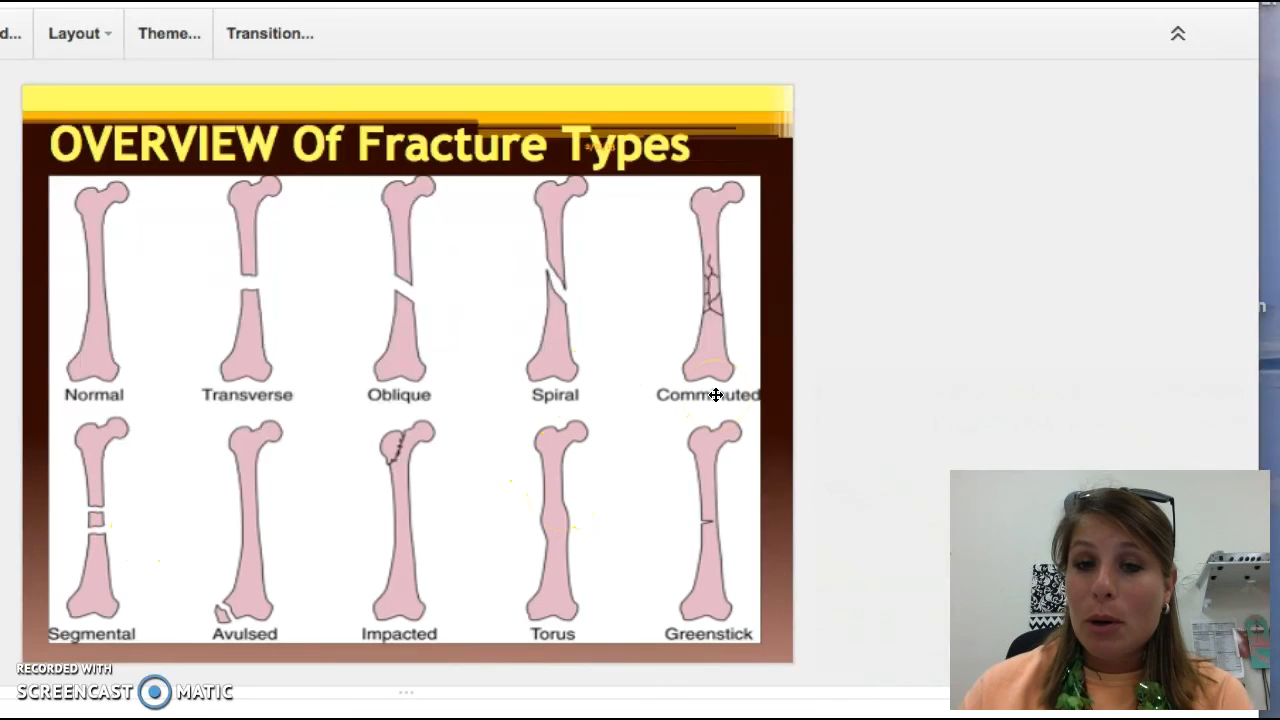 d...
Layout
Theme...
Transition...
OVERVIEW Of Fracture Types
Normal
Transverse
Oblique
Spiral
Segmental
Avulsed
Impacted
Torus
Greenstick
RECORDED WITH
SCREENCAST MATIC